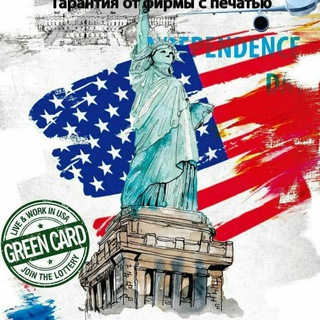 Гарантия от фирмы с печатью
INDEPENDENCE
D
LIVE & WORK IN USA
GREEN CARD
JOIN THE LOTTERY